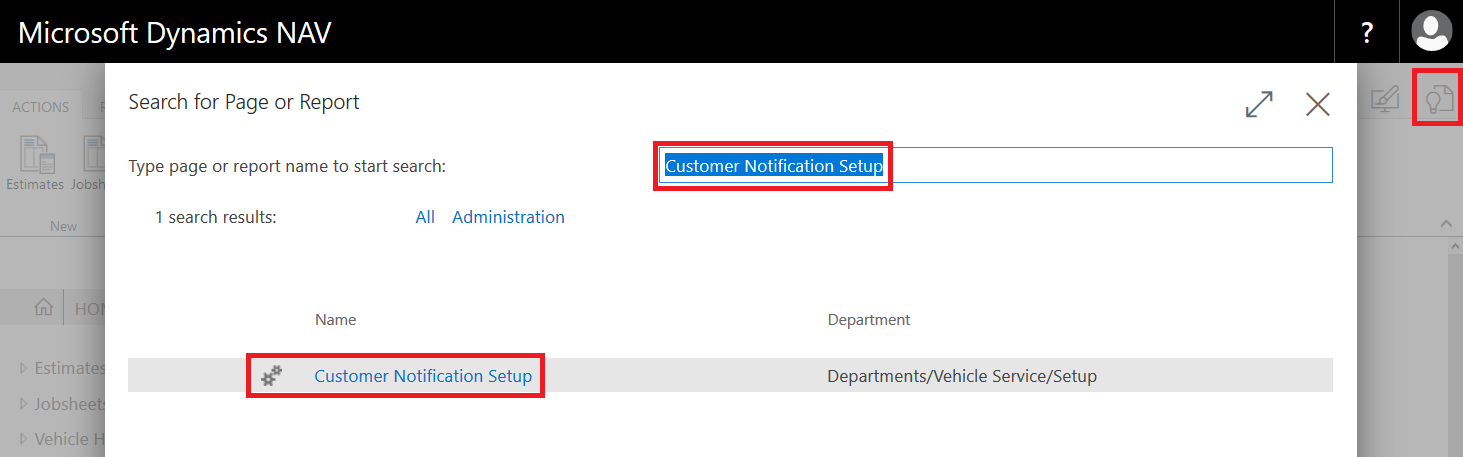 Microsoft Dynamics NAV
?
Search for Page or Report
ACTIONS
Type page or report name to start search: Customer Notification Setup
Estimates
1 search results: All Administration
New
HOM
Name Department
Estimates
Customer Notification Setup Departments/Vehicle Service/Setup
Jobsheets
Vehicle H